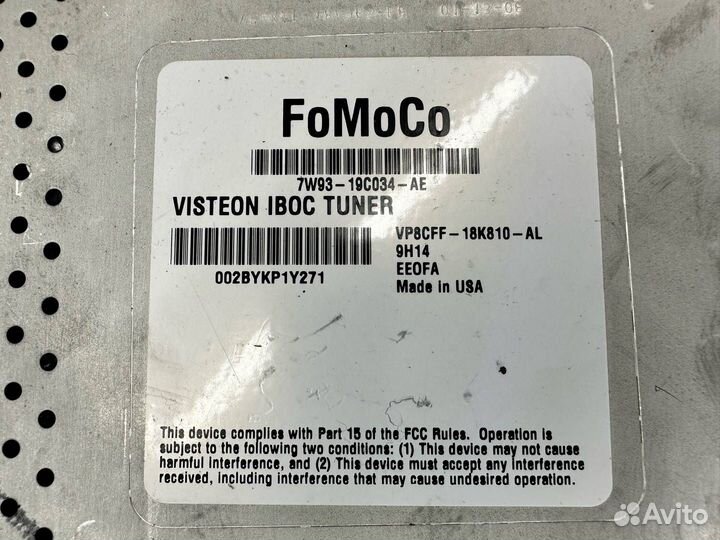 FoMoCo
7W93-19C034-AE
VISTEON IBOC TUNER
VP8CFF-18K810-AL
9H14
002BYKP1Y271
EEOFA
Made in USA
This device complies with Part 15 of the FCC Rules. Operation is
subject to the following two conditions: (1) This device may not cause
harmful interference, and (2) This device must accept any interference
received, including interference that may cause undesired operation.
Avito